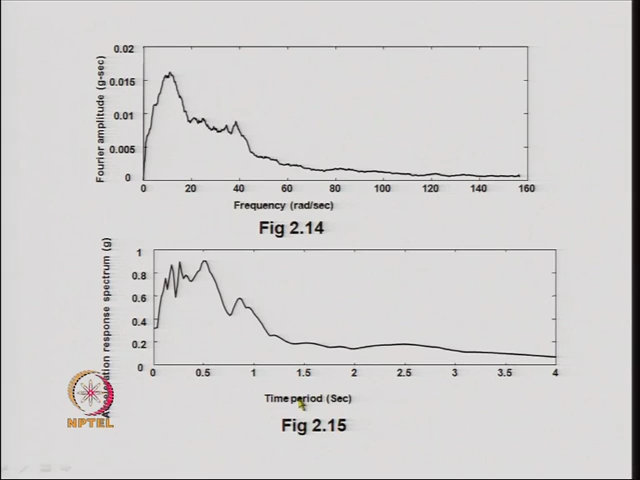 Fourier amplitude (g-sec)
0.02
0.015
0.01
0.005
0
0 20 40 60 80 100 120 140 160
Frequency (rad/sec)
Fig 2.14
Acceleration response spectrum (g)
1
0.8
0.6
0.4
0.2
0
0 0.5 1 1.5 2 2.5 3 3.5 4
Time period (Sec)
Fig 2.15
NPTEL